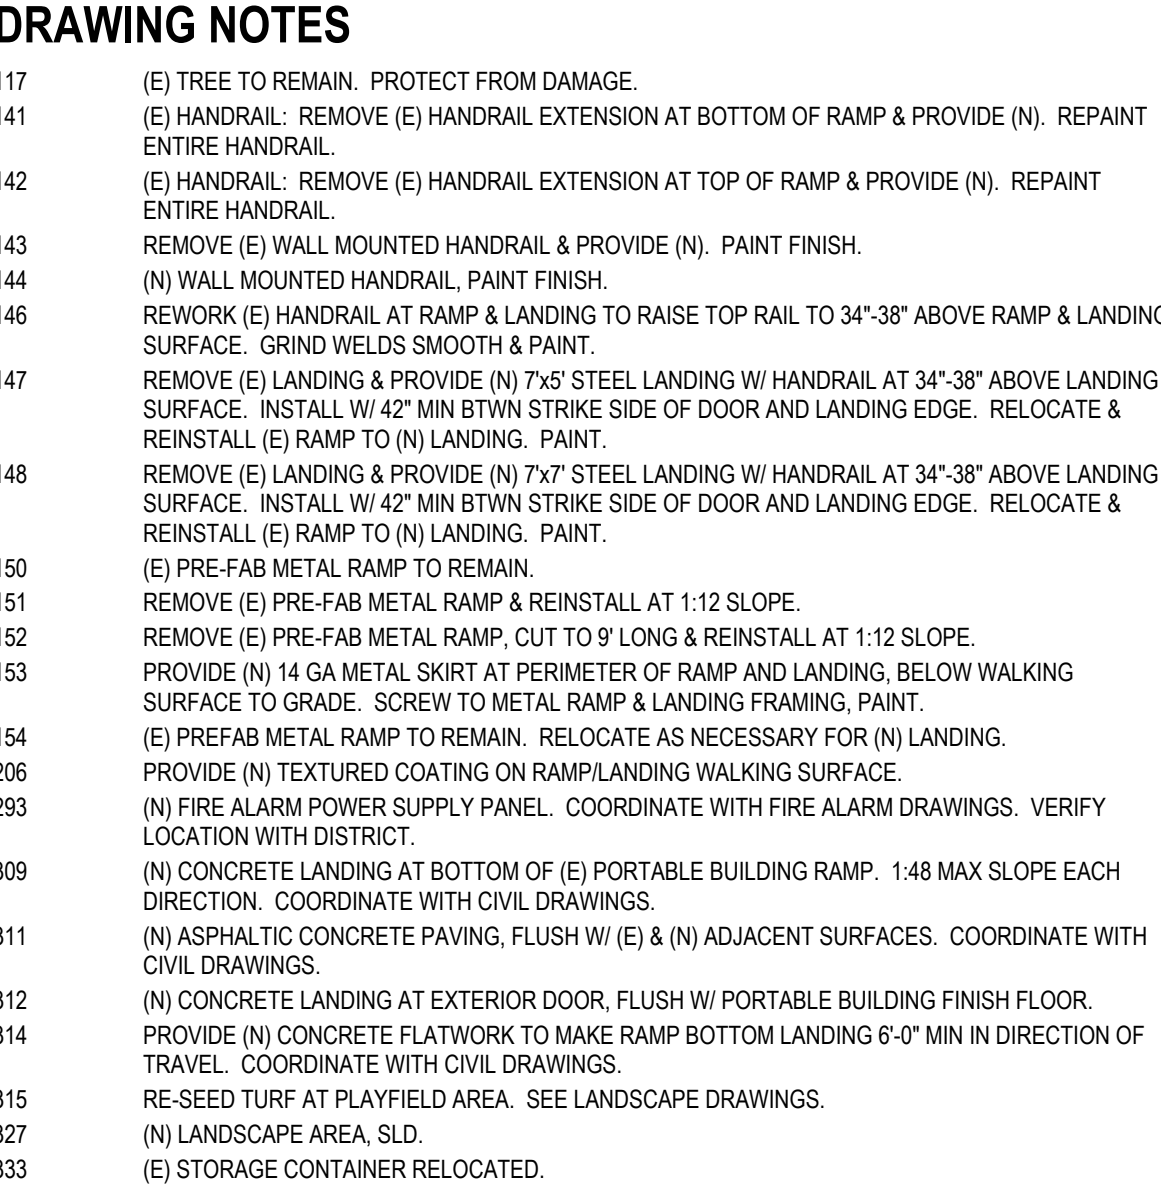 DRAWING NOTES
117 (E) TREE TO REMAIN. PROTECT FROM DAMAGE.
141 (E) HANDRAIL: REMOVE (E) HANDRAIL EXTENSION AT BOTTOM OF RAMP & PROVIDE (N). REPAINT
ENTIRE HANDRAIL.
142 (E) HANDRAIL: REMOVE (E) HANDRAIL EXTENSION AT TOP OF RAMP & PROVIDE (N). REPAINT
ENTIRE HANDRAIL.
143 REMOVE (E) WALL MOUNTED HANDRAIL & PROVIDE (N). PAINT FINISH.
144 (N) WALL MOUNTED HANDRAIL, PAINT FINISH.
146 REWORK (E) HANDRAIL AT RAMP & LANDING TO RAISE TOP RAIL TO 34"-38" ABOVE RAMP & LANDING
SURFACE. GRIND WELDS SMOOTH & PAINT.
147 REMOVE (E) LANDING & PROVIDE (N) 7'x5' STEEL LANDING W/ HANDRAIL AT 34"-38" ABOVE LANDING
SURFACE. INSTALL W/ 42" MIN BTWN STRIKE SIDE OF DOOR AND LANDING EDGE. RELOCATE &
REINSTALL (E) RAMP TO (N) LANDING. PAINT.
148 REMOVE (E) LANDING & PROVIDE (N) 7'x7' STEEL LANDING W/ HANDRAIL AT 34"-38" ABOVE LANDING
SURFACE. INSTALL W/ 42" MIN BTWN STRIKE SIDE OF DOOR AND LANDING EDGE. RELOCATE &
REINSTALL (E) RAMP TO (N) LANDING. PAINT.
150 (E) PRE-FAB METAL RAMP TO REMAIN.
151 REMOVE (E) PRE-FAB METAL RAMP & REINSTALL AT 1:12 SLOPE.
152 REMOVE (E) PRE-FAB METAL RAMP, CUT TO 9' LONG & REINSTALL AT 1:12 SLOPE.
153 PROVIDE (N) 14 GA METAL SKIRT AT PERIMETER OF RAMP AND LANDING, BELOW WALKING
SURFACE TO GRADE. SCREW TO METAL RAMP & LANDING FRAMING, PAINT.
154 (E) PREFAB METAL RAMP TO REMAIN. RELOCATE AS NECESSARY FOR (N) LANDING.
206 PROVIDE (N) TEXTURED COATING ON RAMP/LANDING WALKING SURFACE.
293 (N) FIRE ALARM POWER SUPPLY PANEL. COORDINATE WITH FIRE ALARM DRAWINGS. VERIFY
LOCATION WITH DISTRICT.
309 (N) CONCRETE LANDING AT BOTTOM OF (E) PORTABLE BUILDING RAMP. 1:48 MAX SLOPE EACH
DIRECTION. COORDINATE WITH CIVIL DRAWINGS.
311 (N) ASPHALTIC CONCRETE PAVING, FLUSH W/ (E) & (N) ADJACENT SURFACES. COORDINATE WITH
CIVIL DRAWINGS.
312 (N) CONCRETE LANDING AT EXTERIOR DOOR, FLUSH W/ PORTABLE BUILDING FINISH FLOOR.
314 PROVIDE (N) CONCRETE FLATWORK TO MAKE RAMP BOTTOM LANDING 6'-0" MIN IN DIRECTION OF
TRAVEL. COORDINATE WITH CIVIL DRAWINGS.
315 RE-SEED TURF AT PLAYFIELD AREA. SEE LANDSCAPE DRAWINGS.
327 (N) LANDSCAPE AREA, SLD.
333 (E) STORAGE CONTAINER RELOCATED.